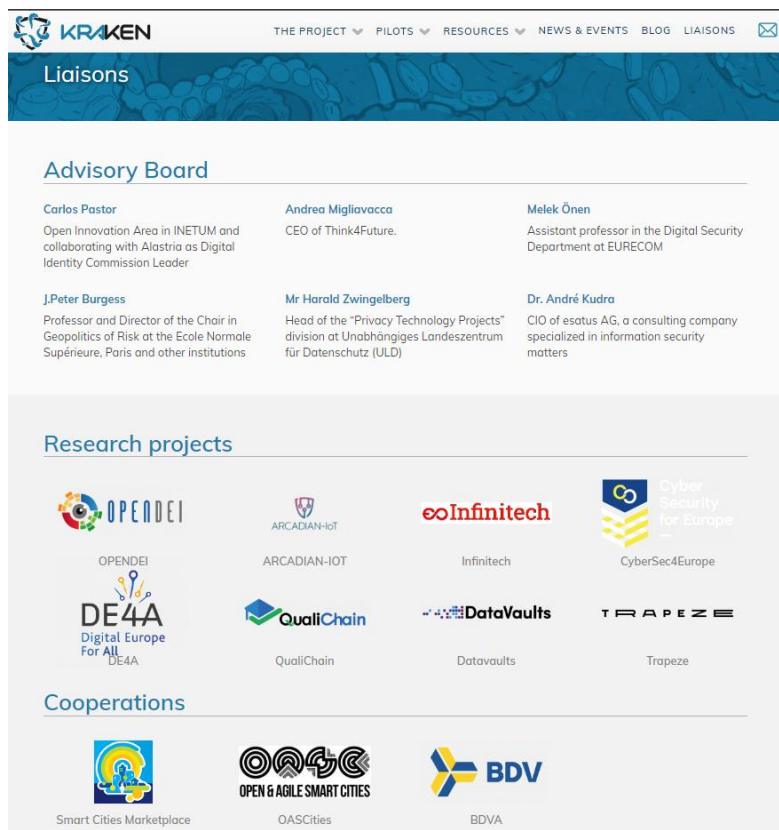 KRAKEN
THE PROJECT PILOTS RESOURCES NEWS & EVENTS BLOG LIAISONS
Liaisons
Advisory Board
Carlos Pastor
Open Innovation Area in INETUM and
collaborating with Alastria as Digital
Identity Commission Leader
Andrea Migliavacca
CEO of Think4Future.
Melek Önen
Assistant professor in the Digital Security
Department at EURECOM
J.Peter Burgess
Professor and Director of the Chair in
Geopolitics of Risk at the Ecole Normale
Supérieure, Paris and other institutions
Mr Harald Zwingelberg
Head of the “Privacy Technology Projects”
division at Unabhängiges Landeszentrum
für Datenschutz (ULD)
Dr. André Kudra
CIO of esatus AG, a consulting company
specialized in information security
matters
Research projects
OPENDEI
ARCADIAN-IoT
Infinitech
Cyber
Security
for Europe
OPENDEI
ARCADIAN-IOT
Infinitech
CyberSec4Europe
DE4A
Digital Europe
For All
QualiChain
DataVaults
TRAPEZE
DE4A
QualiChain
Datavaults
Trapeze
Cooperations
OASC
OPEN & AGILE SMART CITIES
BDV
Smart Cities Marketplace
OASCities
BDVA